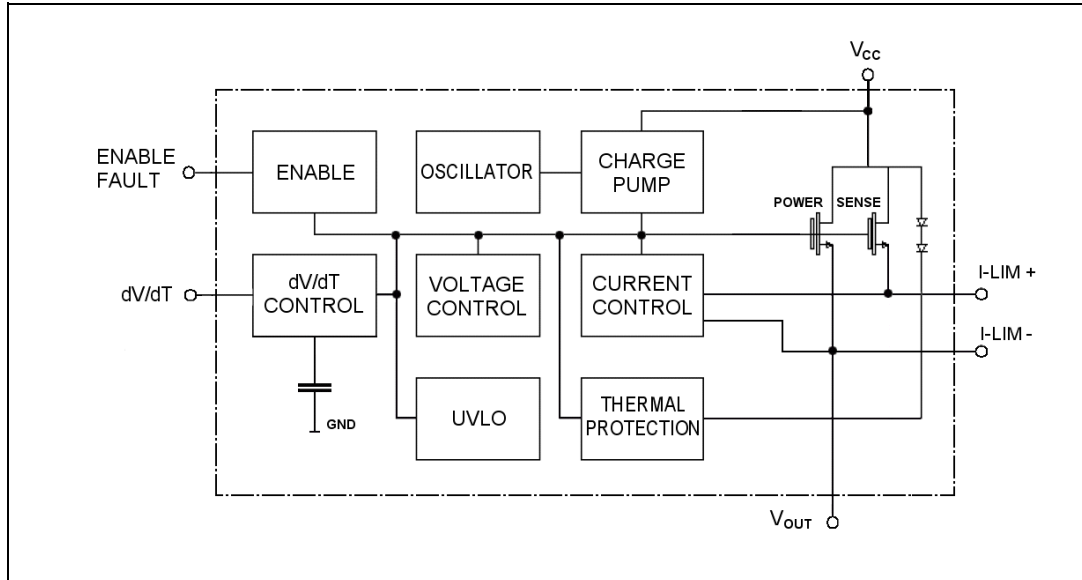 VCC
ENABLE
FAULT
ENABLE
OSCILLATOR
CHARGE
PUMP
POWER
SENSE
dV/dT
dV/dT
CONTROL
VOLTAGE
CONTROL
CURRENT
CONTROL
I-LIM +
I-LIM -
GND
UVLO
THERMAL
PROTECTION
VOUT